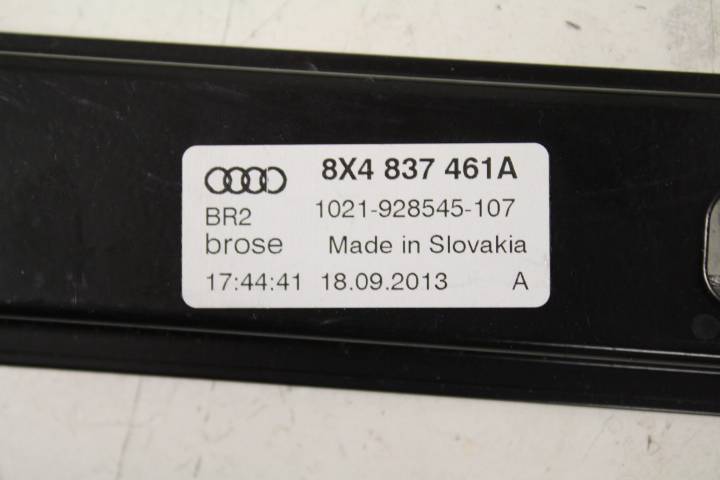 8X4 837 461A
BR2 1021-928545-107
brose Made in Slovakia
17:44:41 18.09.2013 A